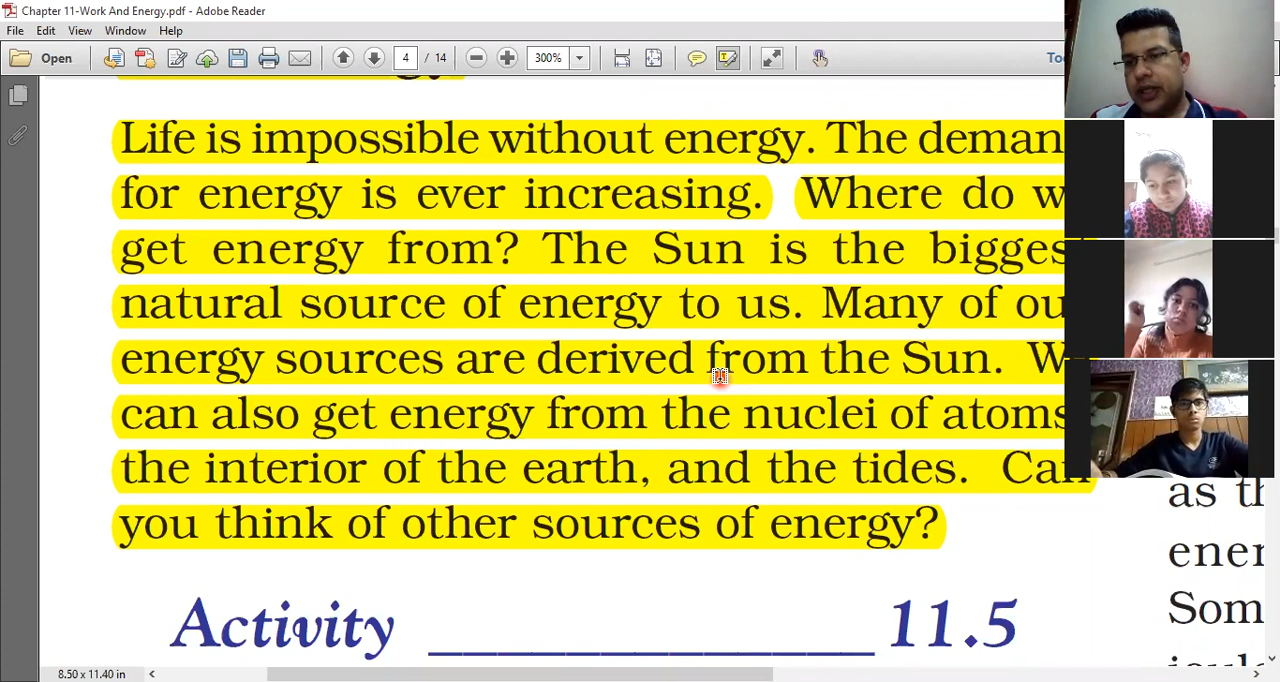 Chapter 11-Work And Energy.pdf - Adobe Reader
File Edit View Window Help
Open 4 / 14 300%
Life is impossible without energy. The deman
for energy is ever increasing. Where do w
get energy from? The Sun is the bigges
natural source of energy to us. Many of ou
energy sources are derived from the Sun. W
can also get energy from the nuclei of atoms
the interior of the earth, and the tides. Can
you think of other sources of energy?
as th
ener
Som
Activity 11.5
8.50 x 11.40 in